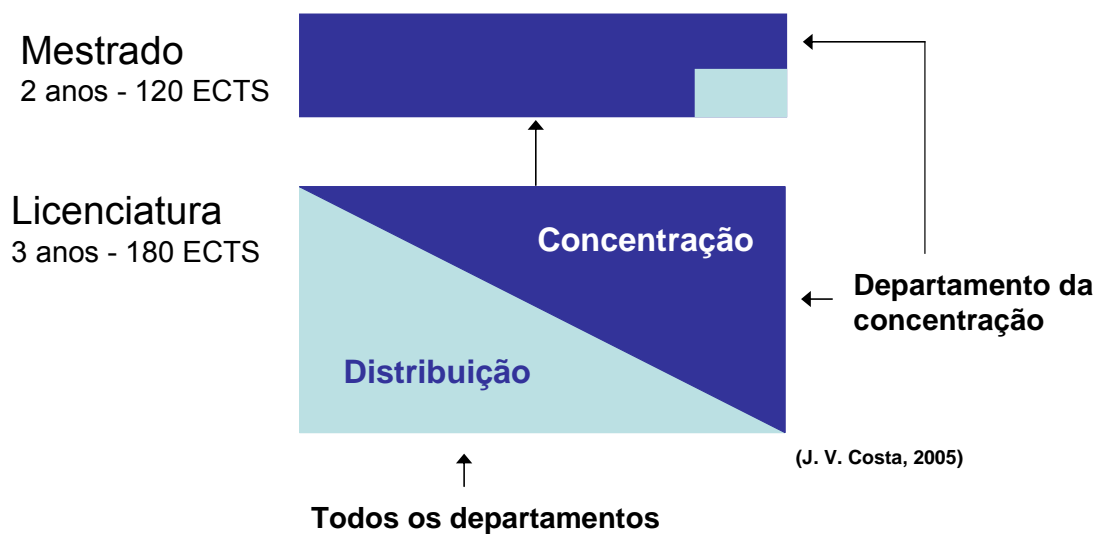 Mestrado
2 anos - 120 ECTS
Licenciatura
3 anos - 180 ECTS
Concentração
Departamento da
concentração
Distribuição
(J. V. Costa, 2005)
Todos os departamentos